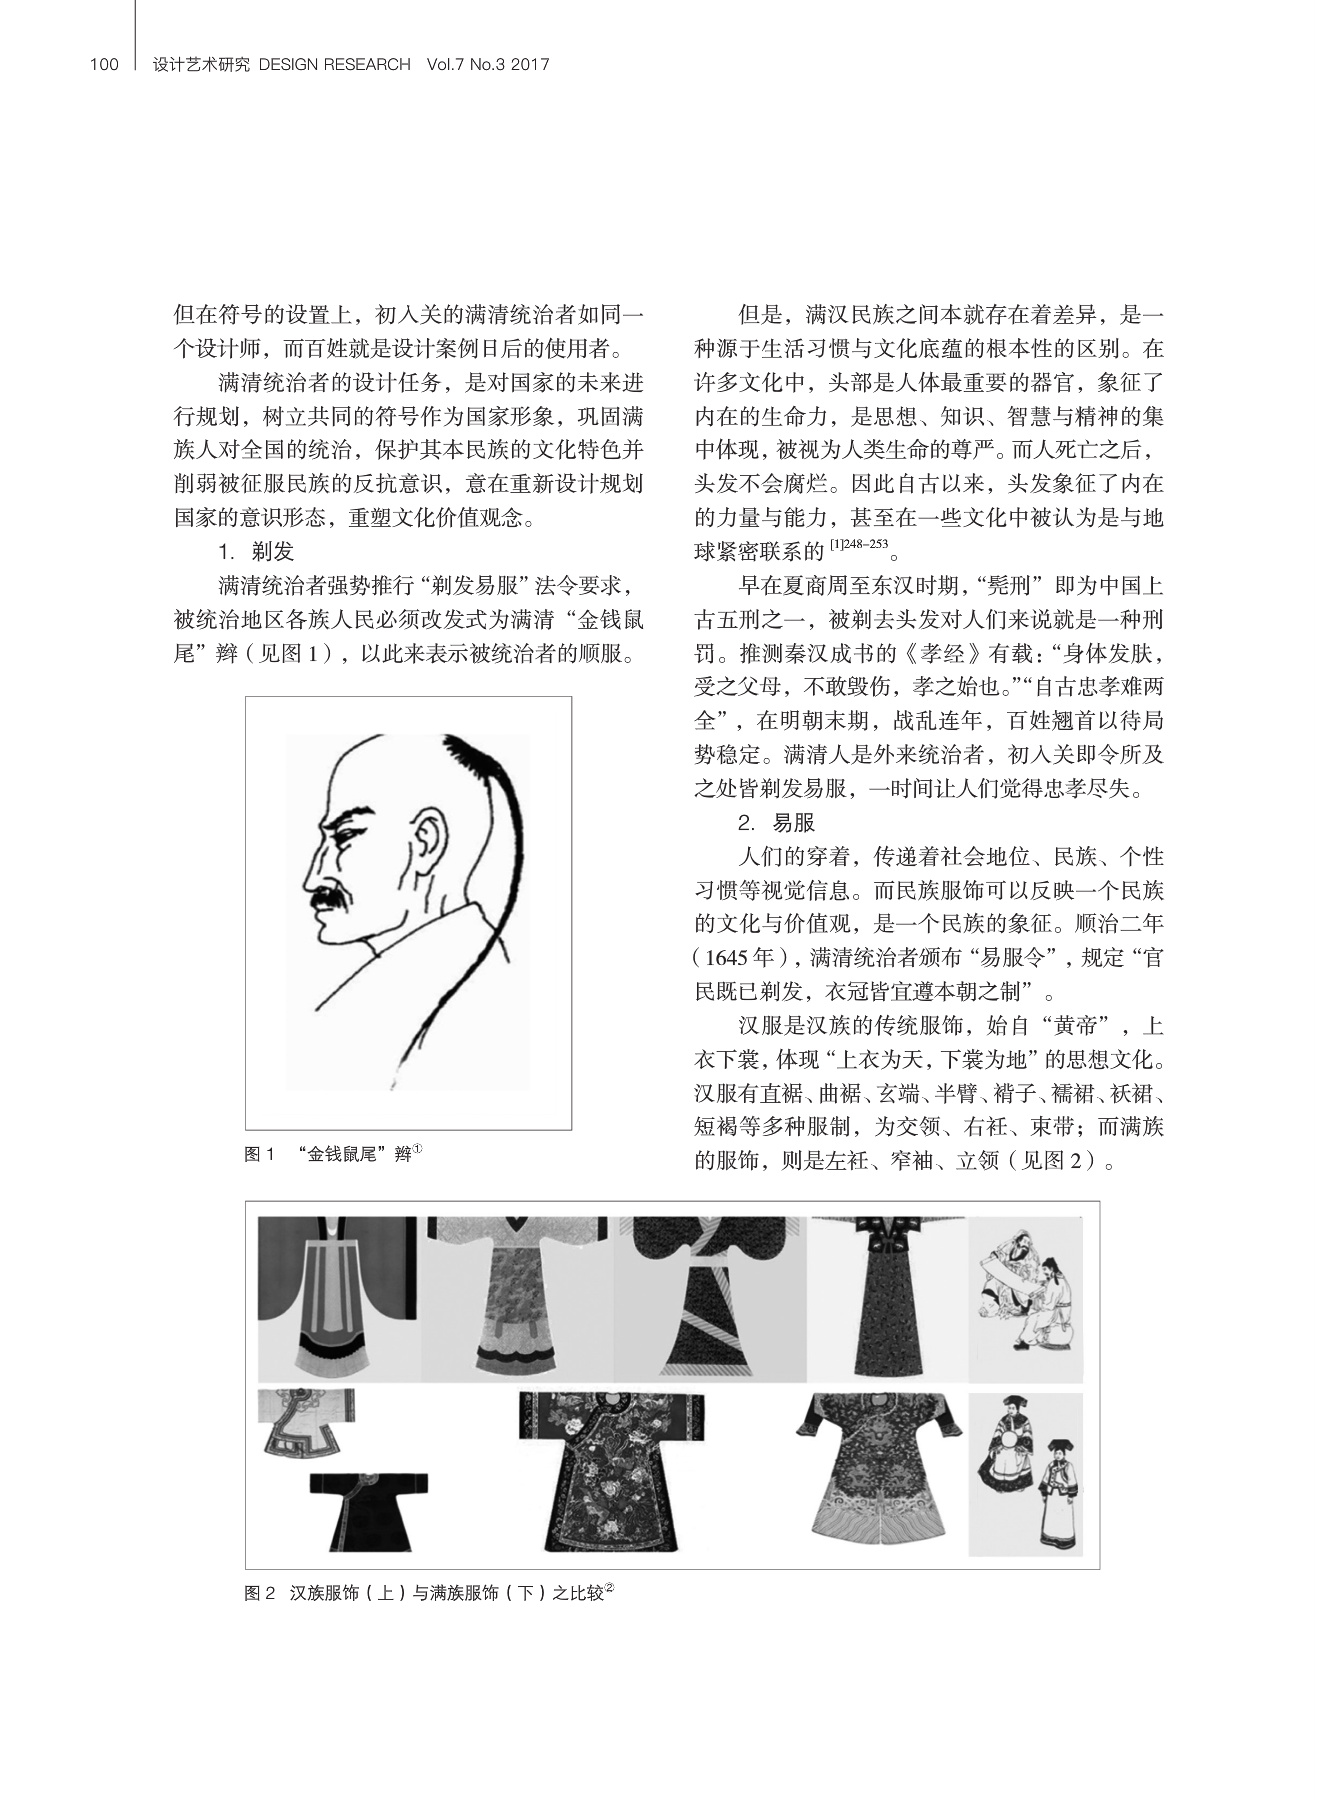 100 设计艺术研究 DESIGN RESEARCH Vol.7 No.3 2017
但在符号的设置上，初入关的满清统治者如同一
个设计师，而百姓就是设计案例日后的使用者。
满清统治者的设计任务，是对国家的未来进
行规划，树立共同的符号作为国家形象，巩固满
族人对全国的统治，保护其本民族的文化特色并
削弱被征服民族的反抗意识，意在重新设计规划
国家的意识形态，重塑文化价值观念。
1. 剃发
满清统治者强势推行“剃发易服”法令要求，
被统治地区各族人民必须改发式为满清“金钱鼠
尾”辫（见图 1），以此来表示被统治者的顺服。
图 1 “金钱鼠尾”辫①
但是，满汉民族之间本就存在着差异，是一
种源于生活习惯与文化底蕴的根本性的区别。在
许多文化中，头部是人体最重要的器官，象征了
内在的生命力，是思想、知识、智慧与精神的集
中体现，被视为人类生命的尊严。而人死亡之后，
头发不会腐烂。因此自古以来，头发象征了内在
的力量与能力，甚至在一些文化中被认为是与地
球紧密联系的 [1]248–253。
早在夏商周至东汉时期，“髡刑”即为中国上
古五刑之一，被剃去头发对人们来说就是一种刑
罚。推测秦汉成书的《孝经》有载：“身体发肤，
受之父母，不敢毁伤，孝之始也。”“自古忠孝难两
全”，在明朝末期，战乱连年，百姓翘首以待局
势稳定。满清人是外来统治者，初入关即令所及
之处皆剃发易服，一时间让人们觉得忠孝尽失。
2. 易服
人们的穿着，传递着社会地位、民族、个性
习惯等视觉信息。而民族服饰可以反映一个民族
的文化与价值观，是一个民族的象征。顺治二年
（1645 年），满清统治者颁布“易服令”，规定“官
民既已剃发，衣冠皆宜遵本朝之制”。
汉服是汉族的传统服饰，始自“黄帝”，上
衣下裳，体现“上衣为天，下裳为地”的思想文化。
汉服有直裾、曲裾、玄端、半臂、褙子、襦裙、袄裙、
短褐等多种服制，为交领、右衽、束带；而满族
的服饰，则是左衽、窄袖、立领（见图 2）。
图 2 汉族服饰（上）与满族服饰（下）之比较②